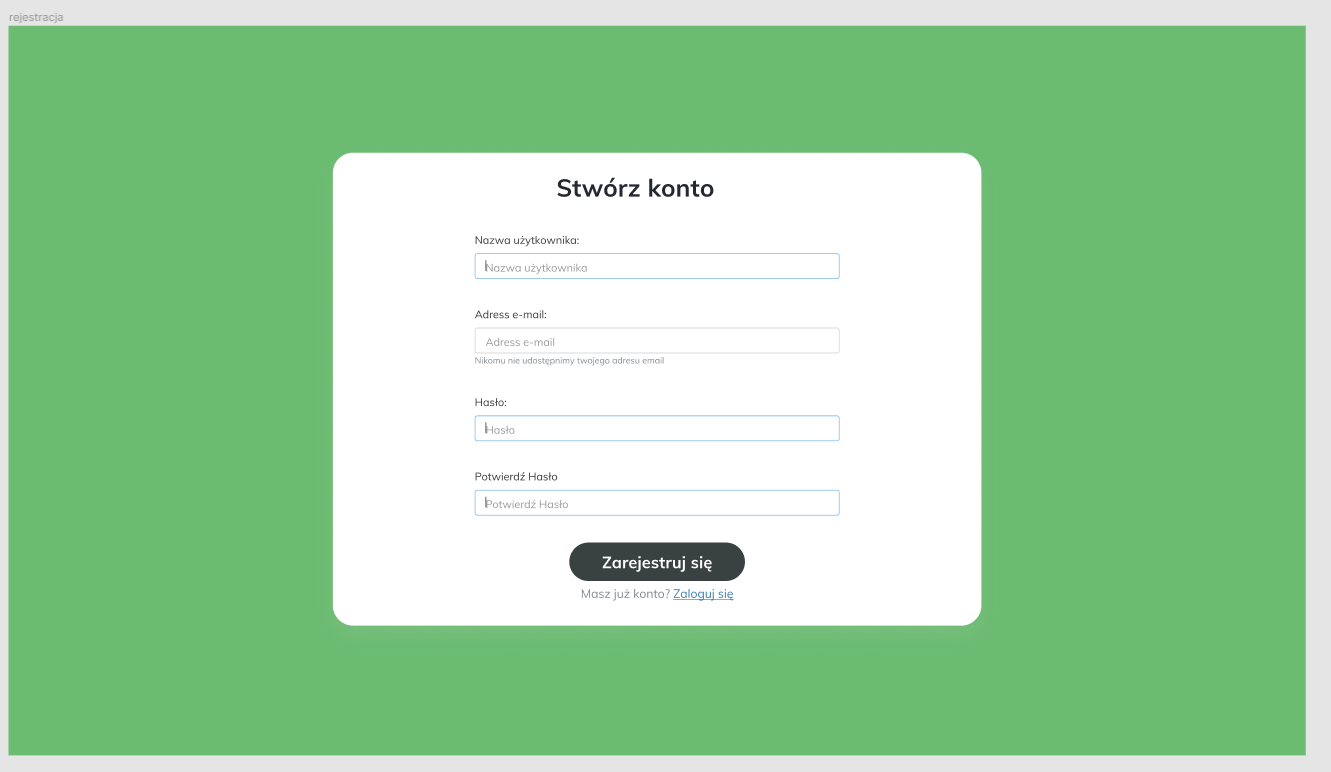 rejestracja
Stwórz konto
Nazwa użytkownika:
Nazwa użytkownika
Adress e-mail:
Adress e-mail
Nikomu nie udostępnimy twojego adresu email
Hasło:
Hasło
Potwierdź Hasło
Potwierdź Hasło
Zarejestruj się
Masz już konto? Zaloguj się